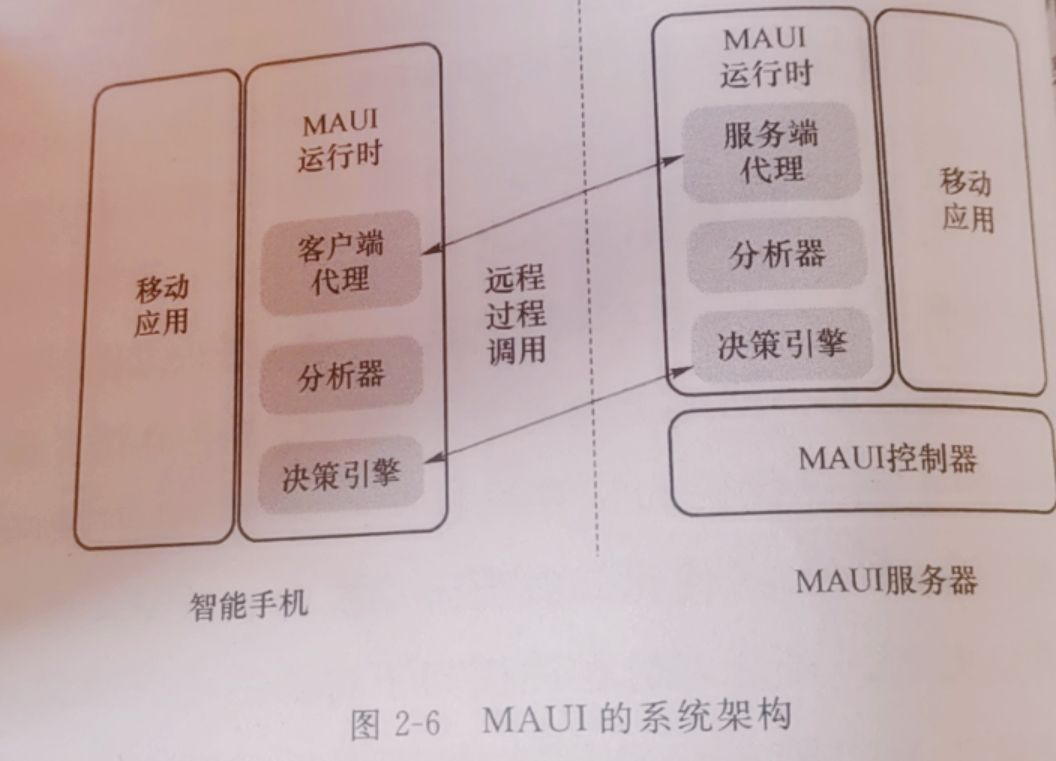 移动
应用
MAUI
运行时
客户端
代理
分析器
决策引擎
智能手机
远程
过程
调用
MAUI
运行时
服务端
代理
分析器
决策引擎
移动
应用
MAUI控制器
MAUI服务器
图 2-6 MAUI 的系统架构